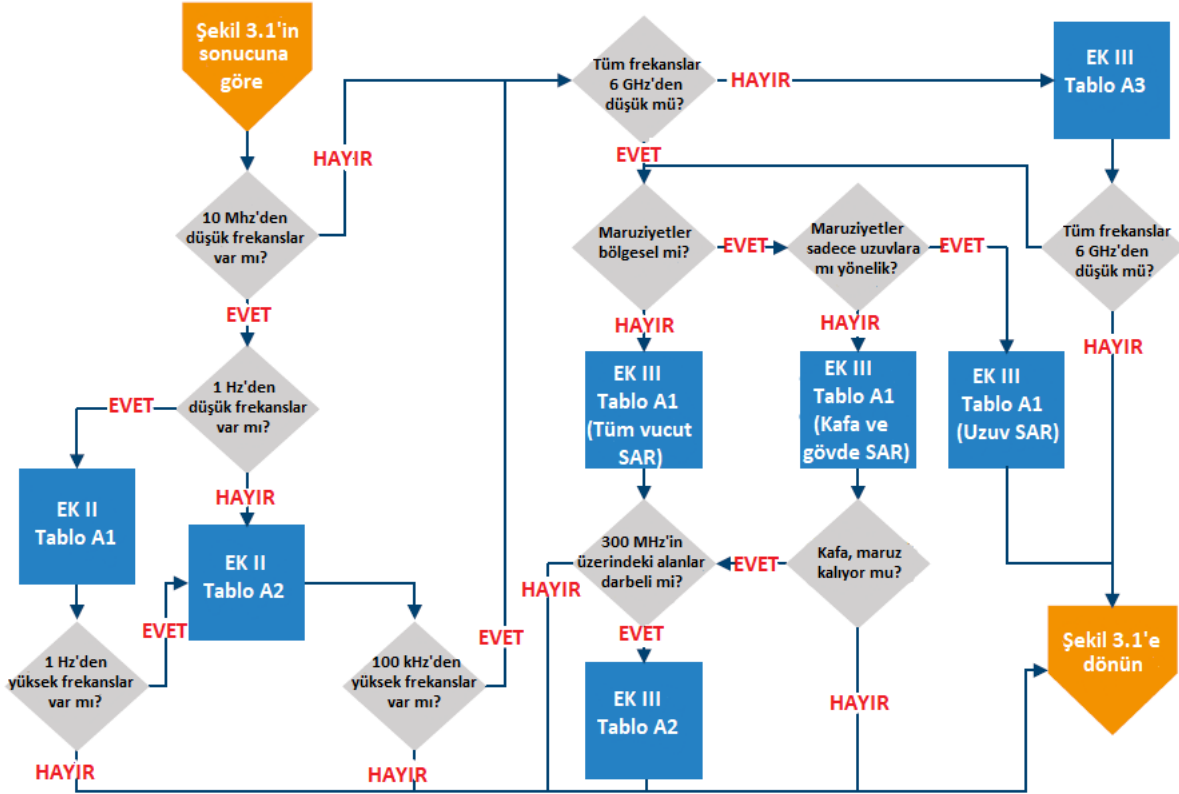 Şekil 3.1'in
sonucuna
göre
HAYIR
10 Mhz'den
düşük frekanslar
var mı?
EVET
1 Hz'den
düşük frekanslar
var mı?
EVET
HAYIR
EK II
Tablo A1
EK II
Tablo A2
EVET
1 Hz'den
yüksek frekanslar
var mı?
HAYIR
100 kHz'den
yüksek frekanslar
var mı?
EVET
HAYIR
Tüm frekanslar
6 GHz'den
düşük mü?
HAYIR
EK III
Tablo A3
EVET
Maruziyetler
bölgesel mi?
EVET
Maruziyetler
sadece uzuvlara
mı yönelik?
EVET
Tüm frekanslar
6 GHz'den
düşük mü?
HAYIR
HAYIR
HAYIR
EK III
Tablo A1
(Tüm vucut
SAR)
EK III
Tablo A1
(Kafa ve
gövde SAR)
EK III
Tablo A1
(Uzuv SAR)
300 MHz'in
üzerindeki alanlar
darbeli mi?
HAYIR
EVET
Kafa, maruz
kalıyor mu?
EVET
HAYIR
EK III
Tablo A2
Şekil 3.1'e
dönün